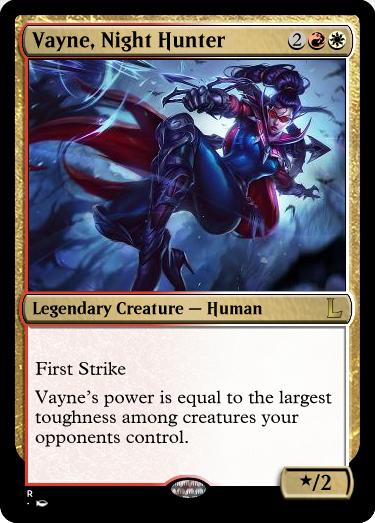 Vayne, Night Hunter 2
Legendary Creature — Human L
First Strike
Vayne's power is equal to the largest
toughness among creatures your
opponents control.
★/2
R